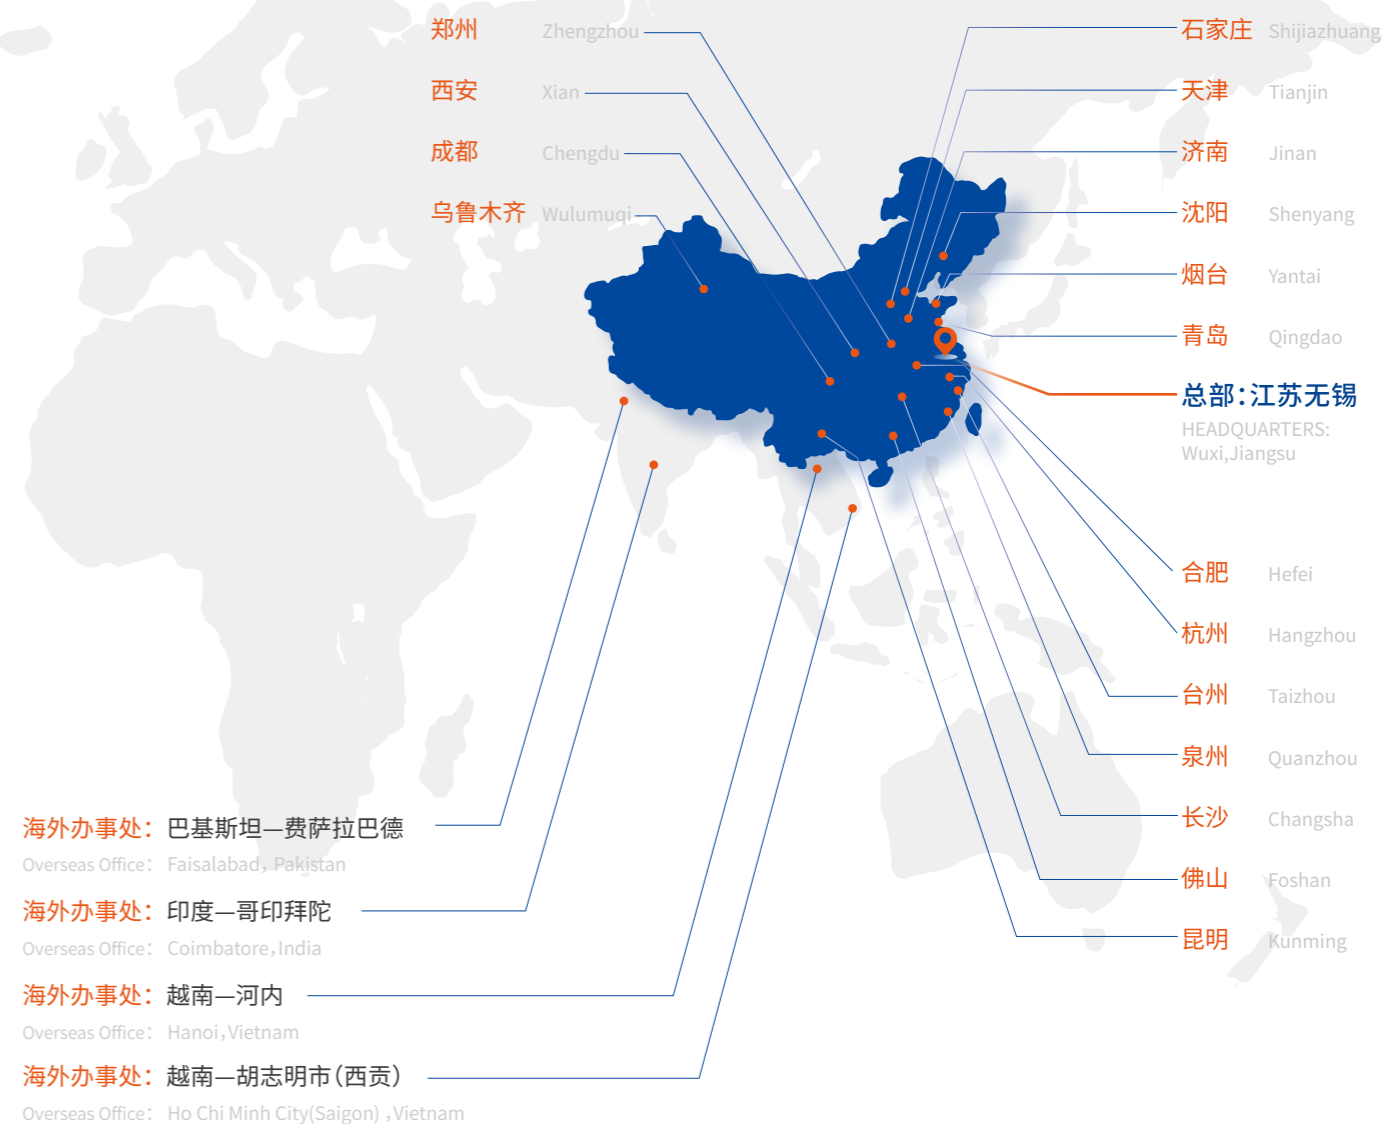 郑州 Zhengzhou
西安 Xian
成都 Chengdu
乌鲁木齐 Wulumuqi
石家庄 Shijiazhuang
天津 Tianjin
济南 Jinan
沈阳 Shenyang
烟台 Yantai
青岛 Qingdao
总部：江苏无锡
HEADQUARTERS:
Wuxi,Jiangsu
合肥 Hefei
杭州 Hangzhou
台州 Taizhou
泉州 Quanzhou
长沙 Changsha
佛山 Foshan
昆明 Kunming
海外办事处：巴基斯坦—费萨拉巴德
Overseas Office： Faisalabad，Pakistan
海外办事处：印度—哥印拜陀
Overseas Office： Coimbatore，India
海外办事处：越南—河内
Overseas Office： Hanoi，Vietnam
海外办事处：越南—胡志明市（西贡）
Overseas Office： Ho Chi Minh City(Saigon) ，Vietnam